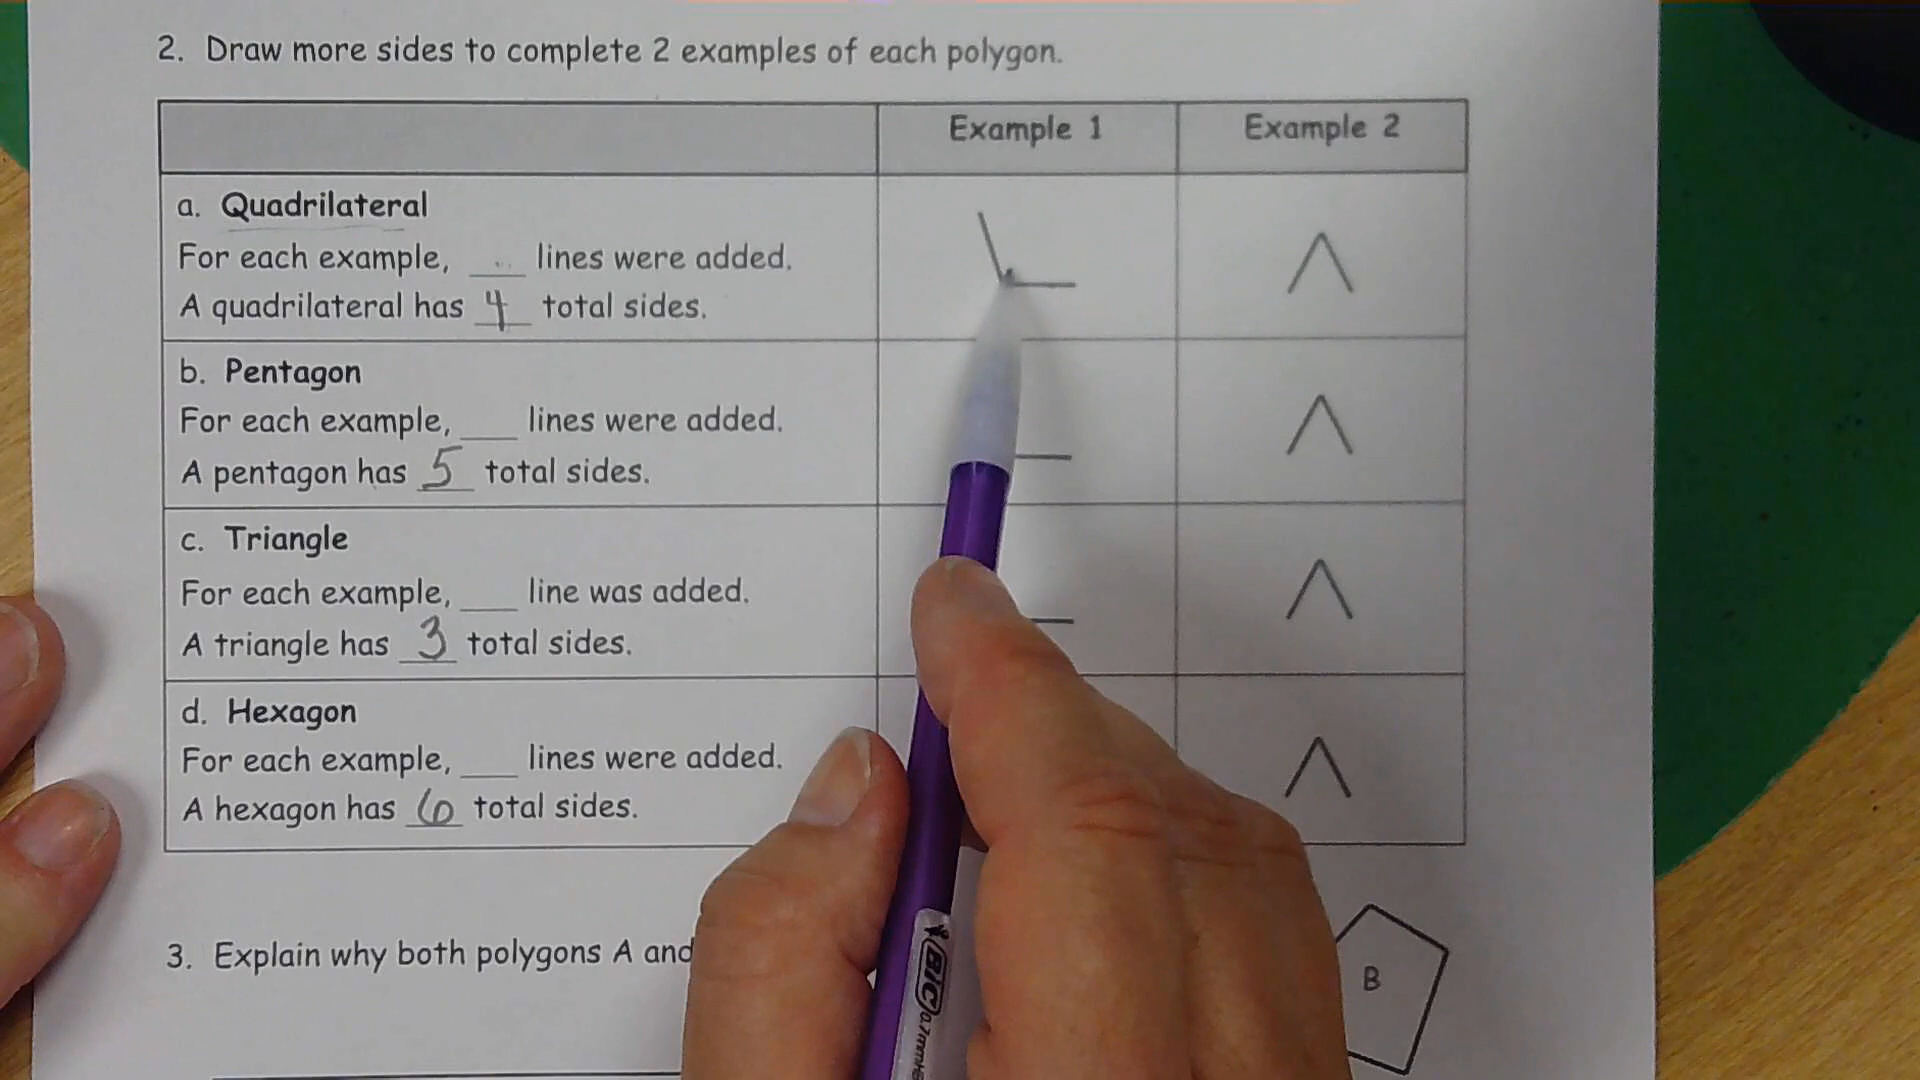 2. Draw more sides to complete 2 examples of each polygon.
Example 1
Example 2
a. Quadrilateral
For each example, ___ lines were added.
A quadrilateral has 4 total sides.
b. Pentagon
For each example, ___ lines were added.
A pentagon has 5 total sides.
c. Triangle
For each example, ___ line was added.
A triangle has 3 total sides.
d. Hexagon
For each example, ___ lines were added.
A hexagon has 6 total sides.
3. Explain why both polygons A and
B
BIC 0.7mm